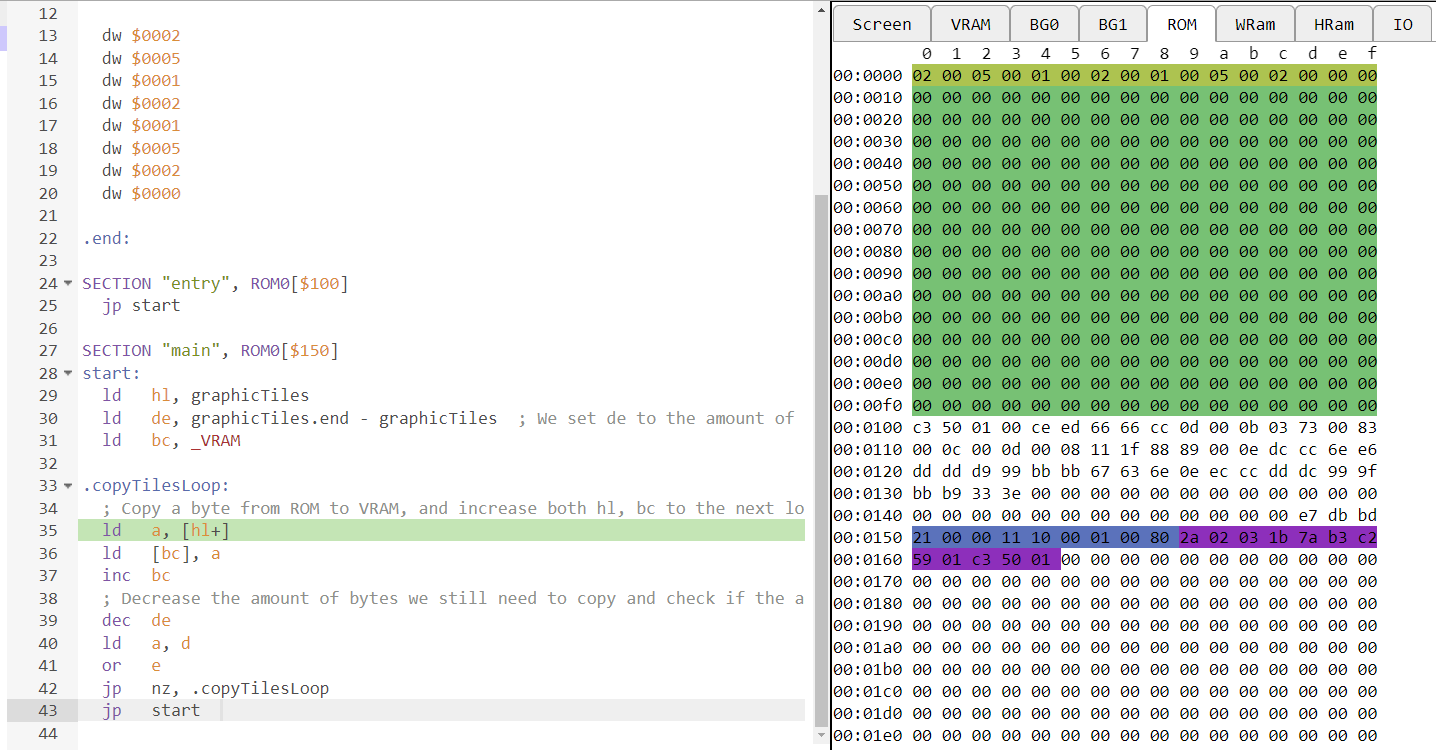 12
13 dw $0002
14 dw $0005
15 dw $0001
16 dw $0002
17 dw $0001
18 dw $0005
19 dw $0002
20 dw $0000
21
22 .end:
23
24 SECTION "entry", ROM0[$100]
25 jp start
26
27 SECTION "main", ROM0[$150]
28 start:
29 ld hl, graphicTiles
30 ld de, graphicTiles.end - graphicTiles ; We set de to the amount of
31 ld bc, _VRAM
32
33 .copyTilesLoop:
34 ; Copy a byte from ROM to VRAM, and increase both hl, bc to the next lo
35 ld a, [hl+]
36 ld [bc], a
37 inc bc
38 ; Decrease the amount of bytes we still need to copy and check if the a
39 dec de
40 ld a, d
41 or e
42 jp nz, .copyTilesLoop
43 jp start
44
Screen VRAM BG0 BG1 ROM WRam HRam IO
0 1 2 3 4 5 6 7 8 9 a b c d e f
00:0000 02 00 05 00 01 00 02 00 01 00 05 00 02 00 00 00
00:0010 00 00 00 00 00 00 00 00 00 00 00 00 00 00 00 00
00:0020 00 00 00 00 00 00 00 00 00 00 00 00 00 00 00 00
00:0030 00 00 00 00 00 00 00 00 00 00 00 00 00 00 00 00
00:0040 00 00 00 00 00 00 00 00 00 00 00 00 00 00 00 00
00:0050 00 00 00 00 00 00 00 00 00 00 00 00 00 00 00 00
00:0060 00 00 00 00 00 00 00 00 00 00 00 00 00 00 00 00
00:0070 00 00 00 00 00 00 00 00 00 00 00 00 00 00 00 00
00:0080 00 00 00 00 00 00 00 00 00 00 00 00 00 00 00 00
00:0090 00 00 00 00 00 00 00 00 00 00 00 00 00 00 00 00
00:00a0 00 00 00 00 00 00 00 00 00 00 00 00 00 00 00 00
00:00b0 00 00 00 00 00 00 00 00 00 00 00 00 00 00 00 00
00:00c0 00 00 00 00 00 00 00 00 00 00 00 00 00 00 00 00
00:00d0 00 00 00 00 00 00 00 00 00 00 00 00 00 00 00 00
00:00e0 00 00 00 00 00 00 00 00 00 00 00 00 00 00 00 00
00:00f0 00 00 00 00 00 00 00 00 00 00 00 00 00 00 00 00
00:0100 c3 50 01 00 ce ed 66 66 cc 0d 00 0b 03 73 00 83
00:0110 00 0c 00 0d 00 08 11 1f 88 89 00 0e dc cc 6e e6
00:0120 dd dd d9 99 bb bb 67 63 6e 0e ec cc dd dc 99 9f
00:0130 bb b9 33 3e 00 00 00 00 00 00 00 00 00 00 00 00
00:0140 00 00 00 00 00 00 00 00 00 00 00 00 00 e7 db bd
00:0150 21 00 00 11 10 00 01 00 80 2a 02 03 1b 7a b3 c2
00:0160 59 01 c3 50 01 00 00 00 00 00 00 00 00 00 00 00
00:0170 00 00 00 00 00 00 00 00 00 00 00 00 00 00 00 00
00:0180 00 00 00 00 00 00 00 00 00 00 00 00 00 00 00 00
00:0190 00 00 00 00 00 00 00 00 00 00 00 00 00 00 00 00
00:01a0 00 00 00 00 00 00 00 00 00 00 00 00 00 00 00 00
00:01b0 00 00 00 00 00 00 00 00 00 00 00 00 00 00 00 00
00:01c0 00 00 00 00 00 00 00 00 00 00 00 00 00 00 00 00
00:01d0 00 00 00 00 00 00 00 00 00 00 00 00 00 00 00 00
00:01e0 00 00 00 00 00 00 00 00 00 00 00 00 00 00 00 00